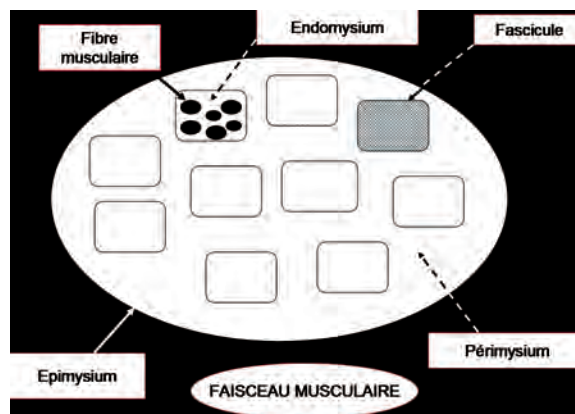 Endomysium
Fascicule
Fibre
musculaire
Périmysium
Epimysium
FAISCEAU MUSCULAIRE